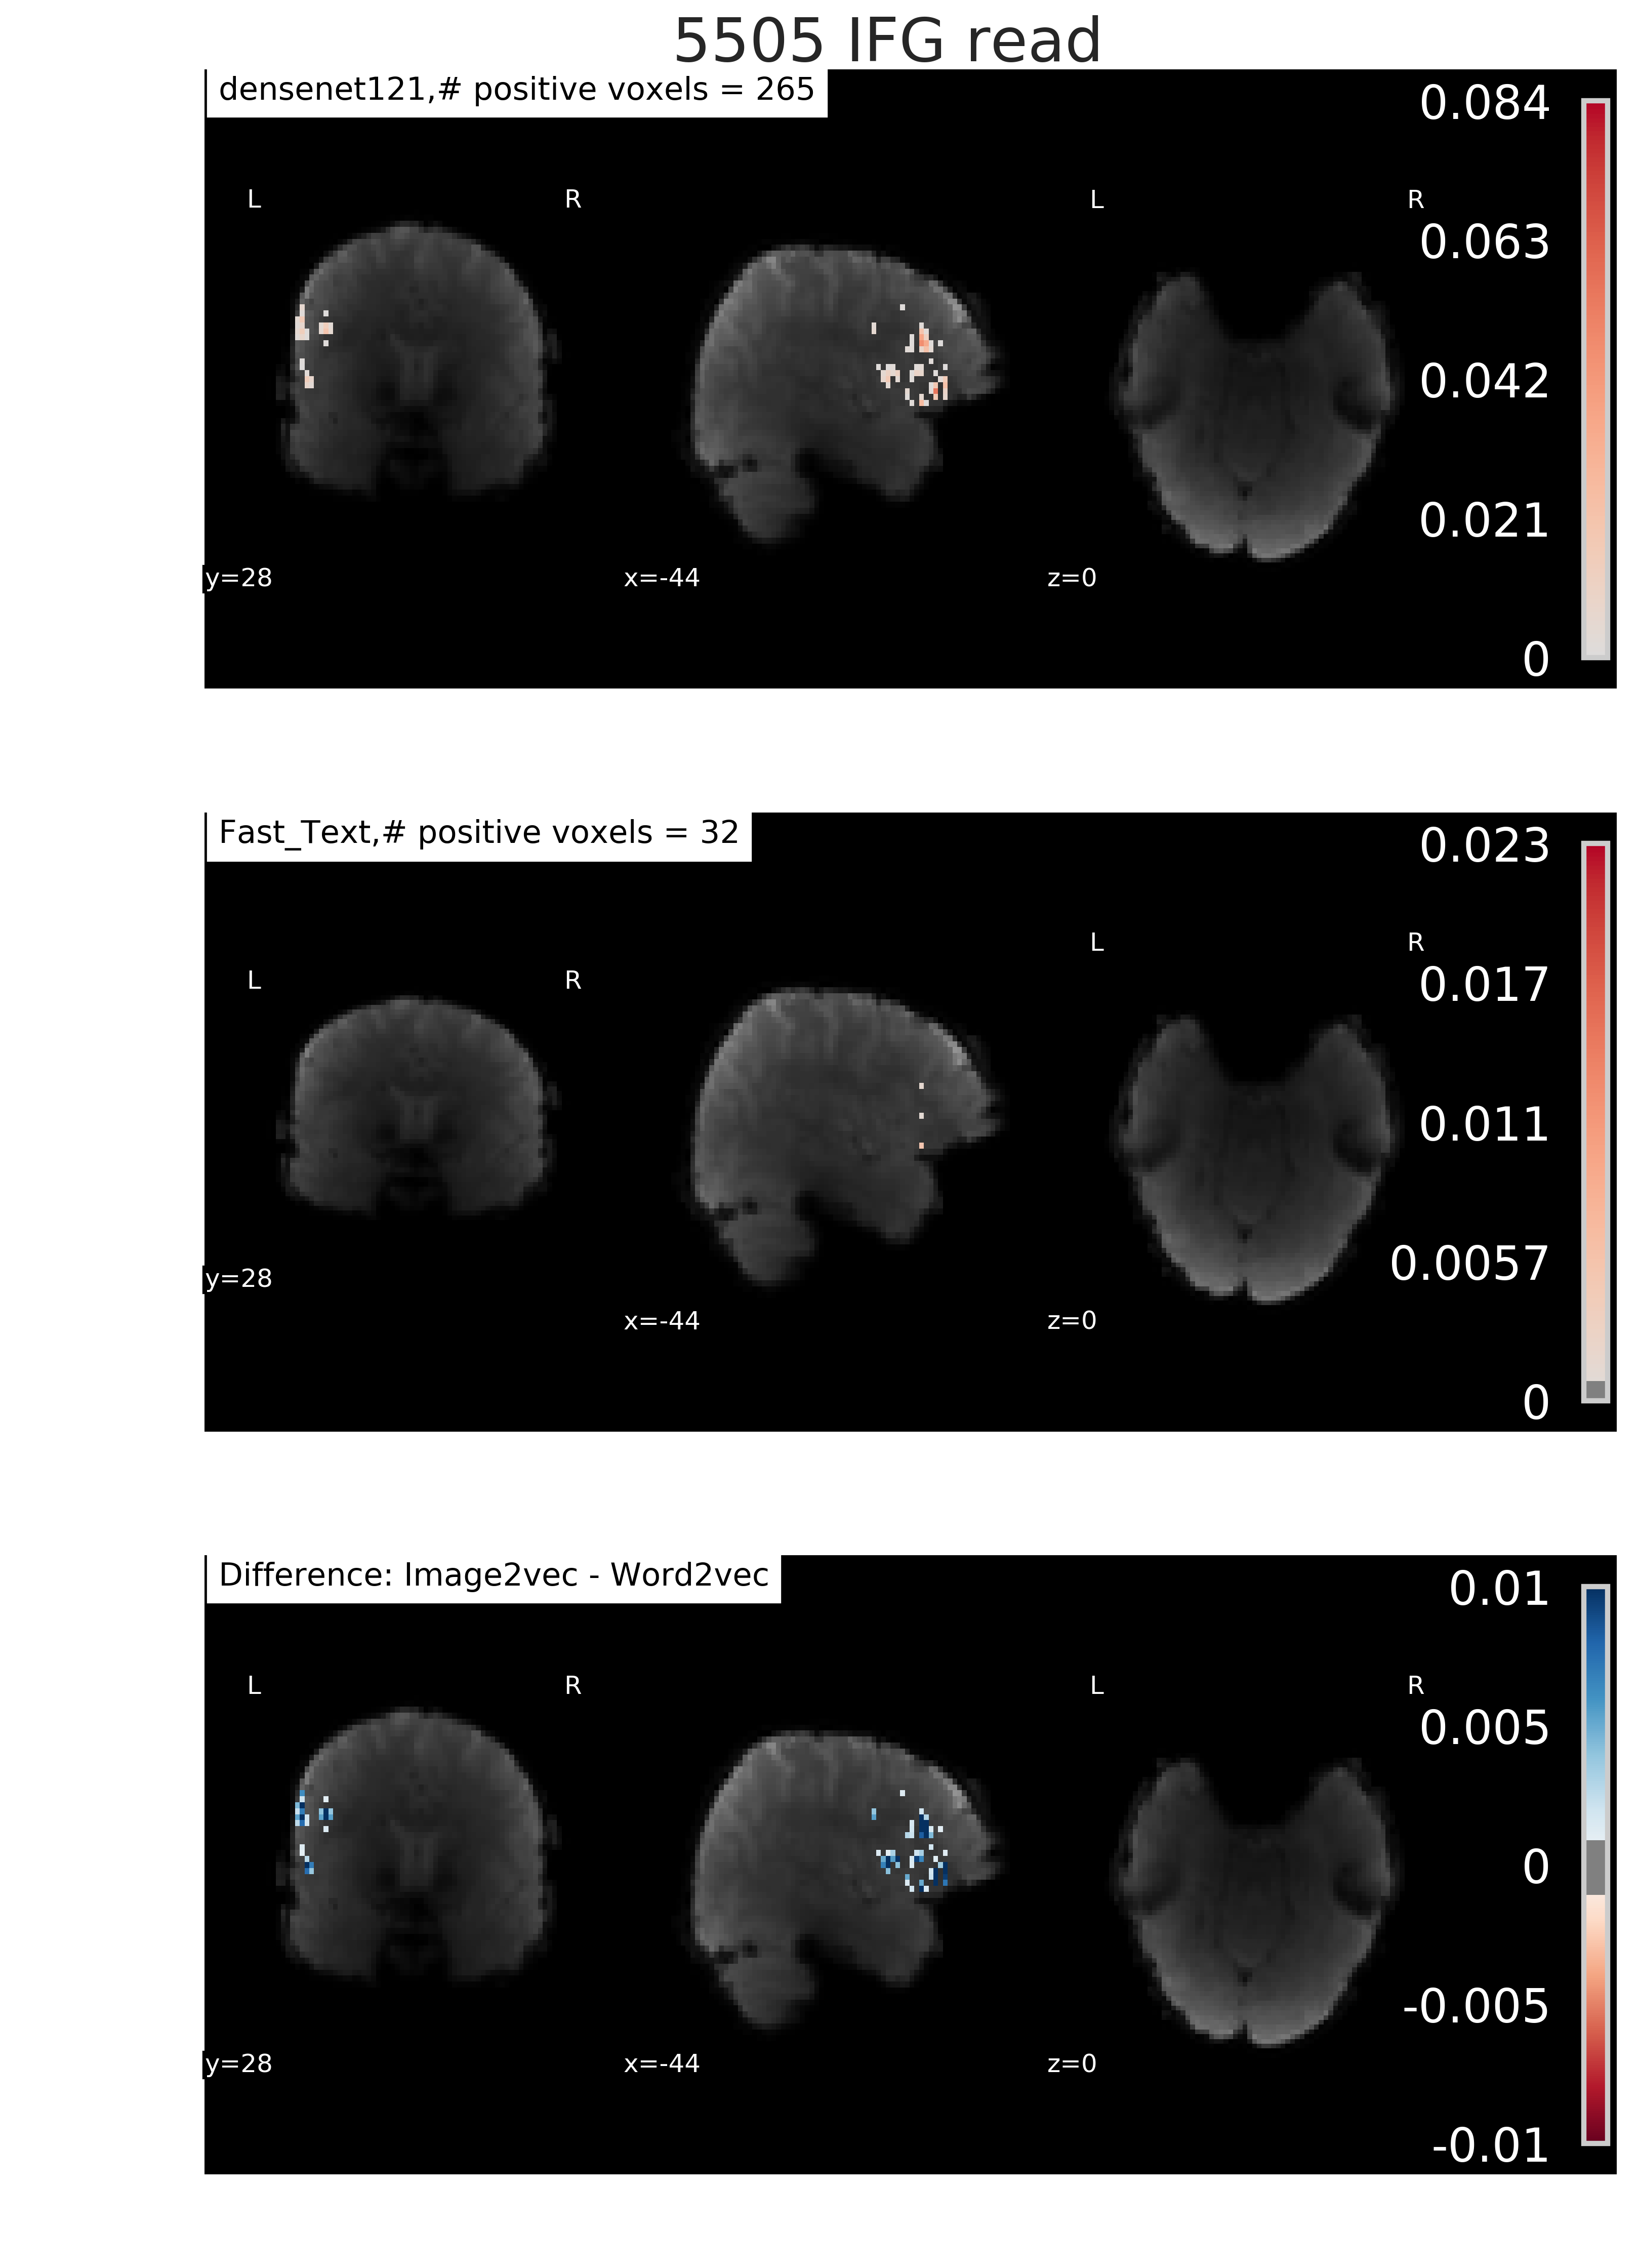 5505 IFG read
densenet121,# positive voxels = 265
0.084
L R L R
0.063
0.042
0.021
y=28 x=-44 z=0
0
Fast_Text,# positive voxels = 32
0.023
L R
L R
0.017
0.011
0.0057
y=28
x=-44 z=0
0
Difference: Image2vec - Word2vec
0.01
L R L R
0.005
0
-0.005
y=28 x=-44 z=0
-0.01